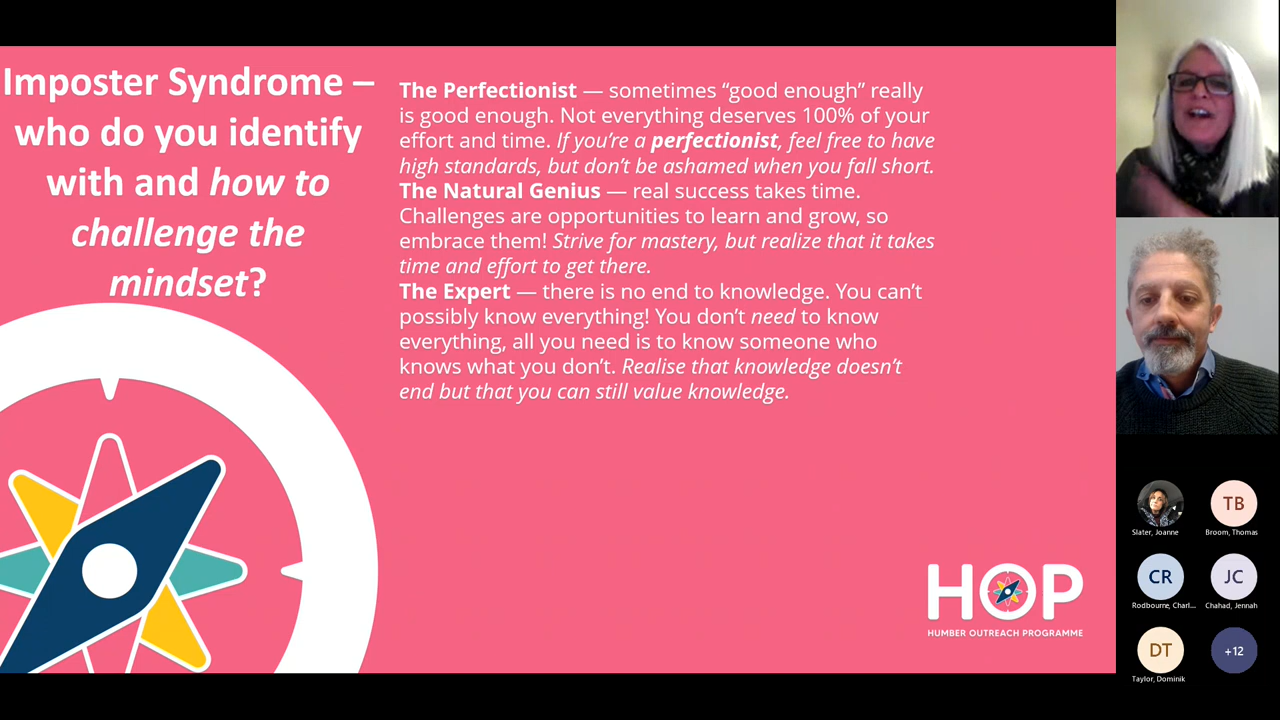 Imposter Syndrome –
who do you identify
with and how to
challenge the
mindset?
The Perfectionist — sometimes “good enough” really
is good enough. Not everything deserves 100% of your
effort and time. If you’re a perfectionist, feel free to have
high standards, but don’t be ashamed when you fall short.
The Natural Genius — real success takes time.
Challenges are opportunities to learn and grow, so
embrace them! Strive for mastery, but realize that it takes
time and effort to get there.
The Expert — there is no end to knowledge. You can’t
possibly know everything! You don’t need to know
everything, all you need is to know someone who
knows what you don’t. Realise that knowledge doesn’t
end but that you can still value knowledge.
HOP
HUMBER OUTREACH PROGRAMME
Slater, Joanne
TB
Broom, Thomas
CR
Rodbourne, Charl...
JC
Chahad, Jennah
DT
Taylor, Dominik
+12